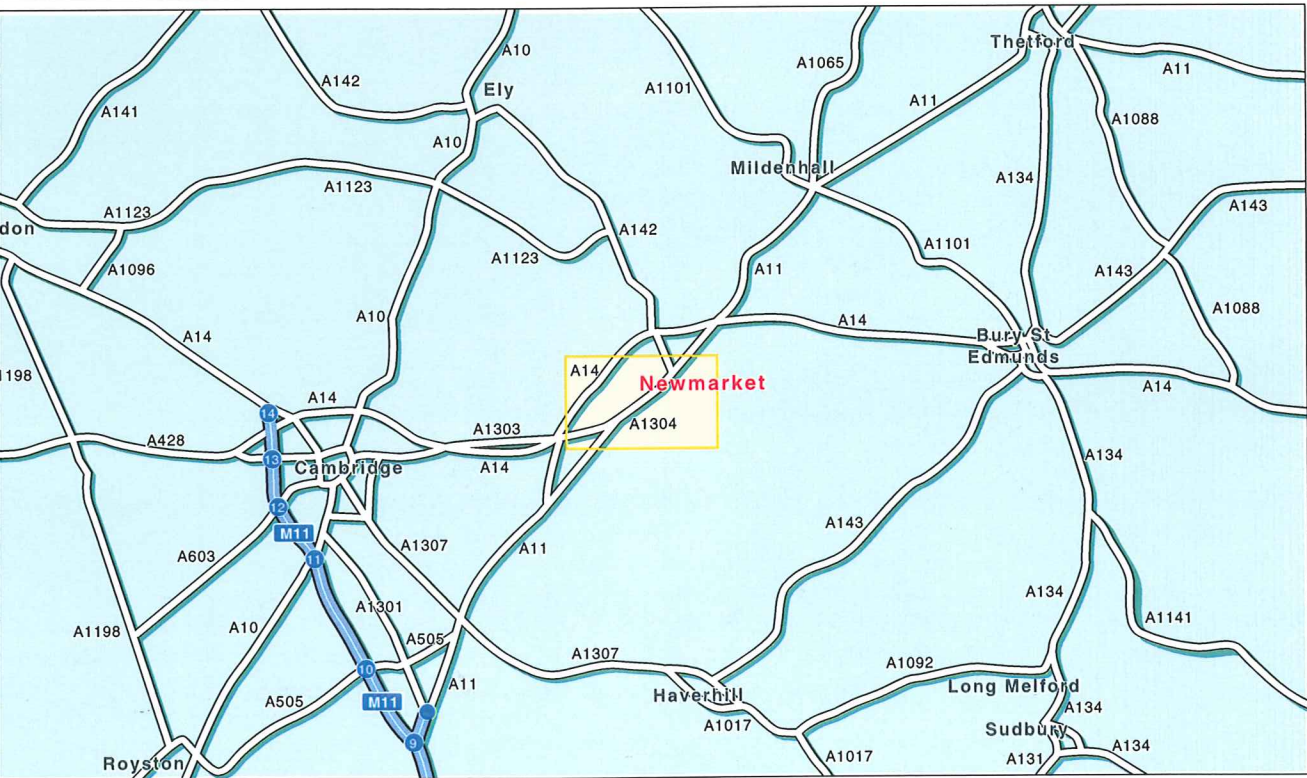 A10
A142
Ely
A1101
A1065
Thetford
A11
A141
A11
A1088
A10
Mildenhall
A134
A1123
A1123
A143
don
A142
A1101
A1123
A1096
A11
A143
A10
A1088
A14
A14
Bury St
Edmunds
1198
A14
Newmarket
A14
A14
14
A1304
A1303
A428
13
Cambridge
A14
A134
12
M11
A143
A603
11
A1307
A11
A1301
A134
A1198
A10
A505
A1141
10
A1307
A1092
A11
Haverhill
Long Melford
A505
M11
A134
A1017
Sudbury
9
A1017
A131
A134
Royston